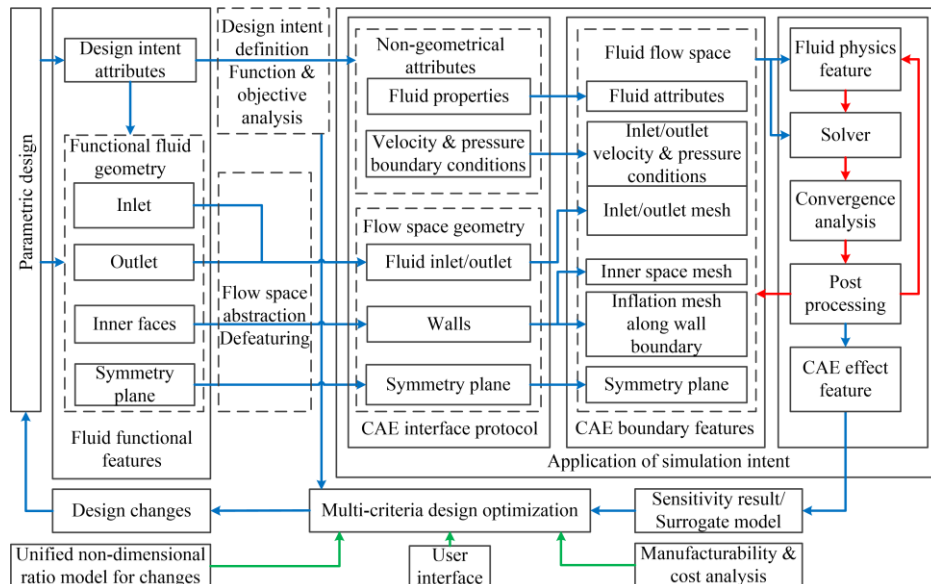 Parametric design
Design intent
attributes
Functional fluid
geometry
Inlet
Outlet
Inner faces
Symmetry
plane
Fluid functional
features
Design intent
definition
Function &
objective
analysis
Flow space
abstraction
Defeaturing
Non-geometrical
attributes
Fluid properties
Velocity & pressure
boundary conditions
Flow space geometry
Fluid inlet/outlet
Walls
Symmetry plane
CAE interface protocol
Fluid flow space
Fluid attributes
Inlet/outlet
velocity & pressure
conditions
Inlet/outlet mesh
Inner space mesh
Inflation mesh
along wall
boundary
Symmetry plane
CAE boundary features
Fluid physics
feature
Solver
Convergence
analysis
Post
processing
CAE effect
feature
Application of simulation intent
Design changes
Multi-criteria design optimization
Sensitivity result/
Surrogate model
Unified non-dimensional
ratio model for changes
User
interface
Manufacturability &
cost analysis